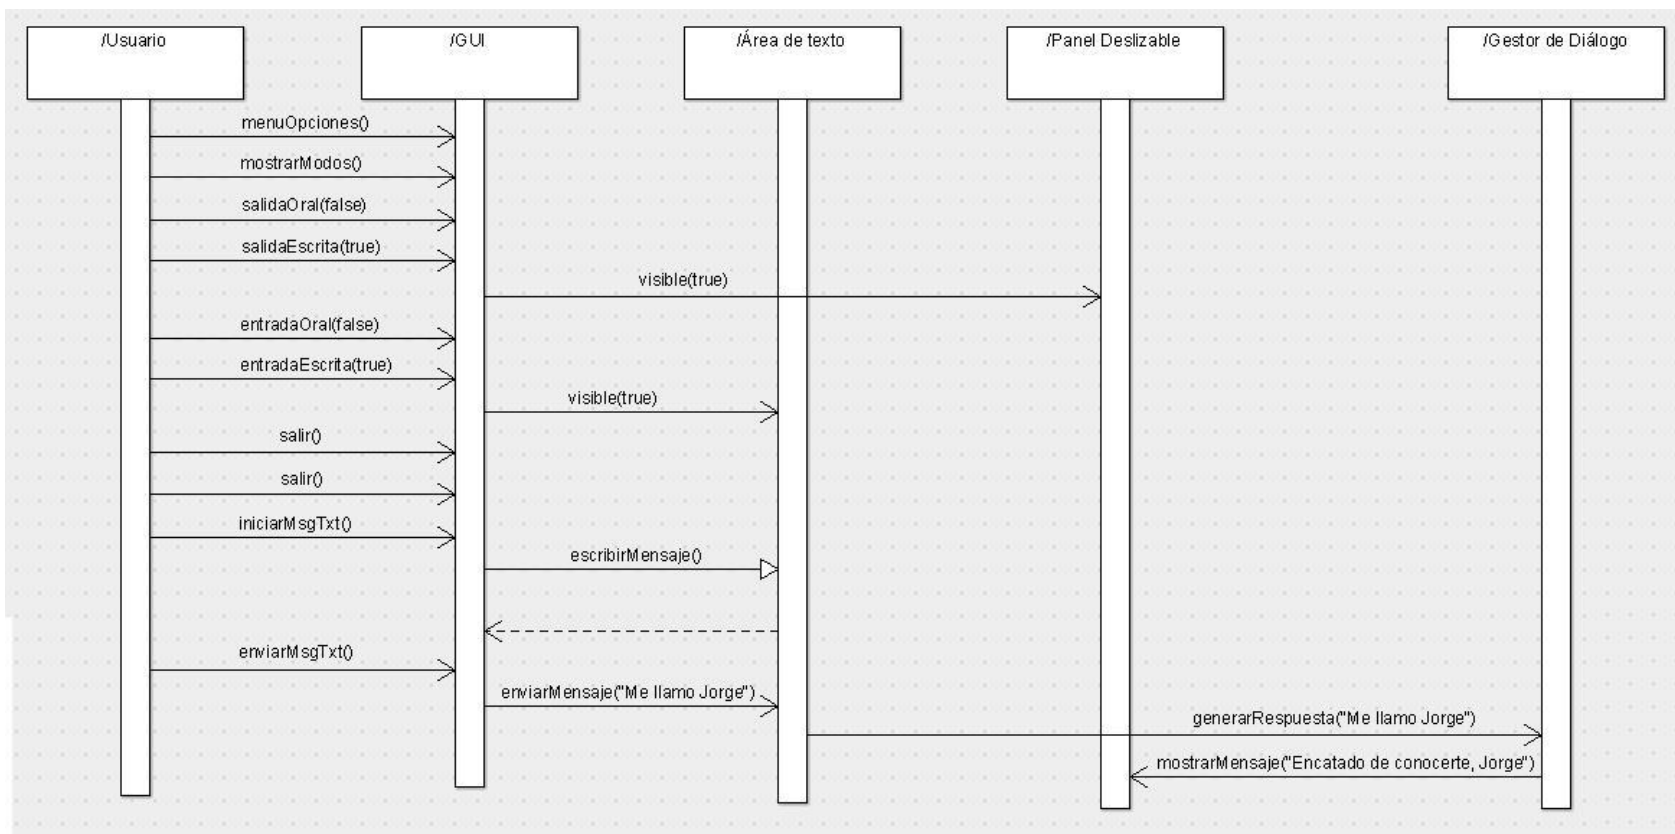 /Usuario
/GUI
/Área de texto
/Panel Deslizable
/Gestor de Diálogo
menuOpciones()
mostrarModos()
salidaOral(false)
salidaEscrita(true)
visible(true)
entradaOral(false)
entradaEscrita(true)
visible(true)
salir()
salir()
iniciarMsgTxt()
escribirMensaje()
enviarMsgTxt()
enviarMensaje("Me llamo Jorge")
generarRespuesta("Me llamo Jorge")
mostrarMensaje("Encatado de conocerte, Jorge")